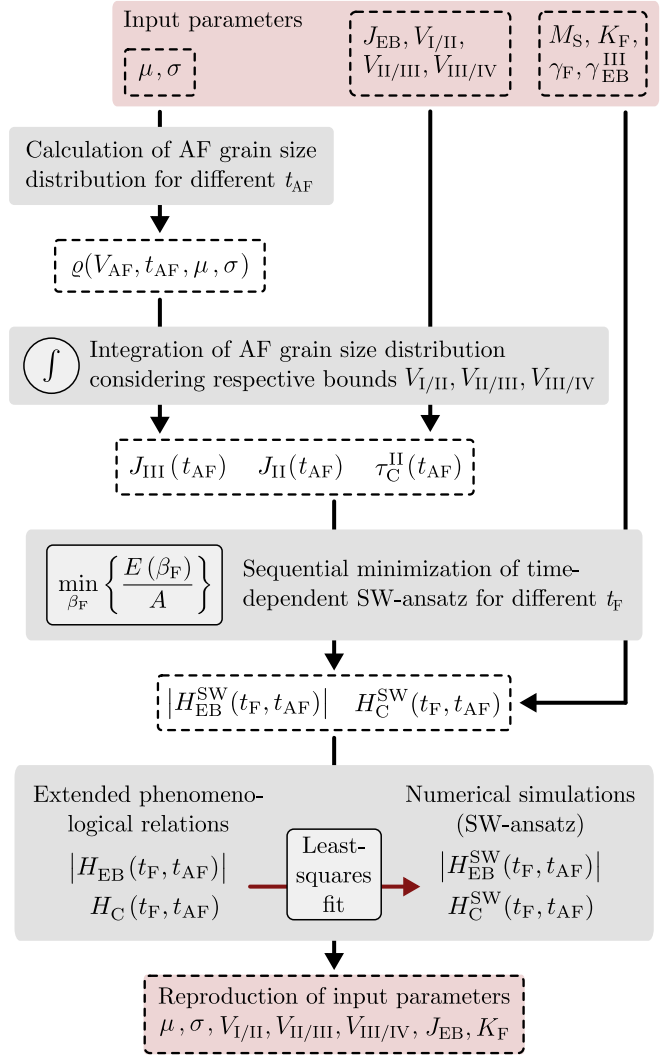 Input parameters
μ, σ
J_EB, V_I/II,
V_II/III, V_III/IV
M_S, K_F,
γ_F, γ_EB^III
Calculation of AF grain size
distribution for different t_AF
ϱ(V_AF, t_AF, μ, σ)
∫
Integration of AF grain size distribution
considering respective bounds V_I/II, V_II/III, V_III/IV
J_III(t_AF) J_II(t_AF) τ_C^II(t_AF)
min_β_F {E(β_F)/A}
Sequential minimization of time-
dependent SW-ansatz for different t_F
|H_EB^SW(t_F, t_AF)| H_C^SW(t_F, t_AF)
Extended phenomeno-
logical relations
|H_EB(t_F, t_AF)|
H_C(t_F, t_AF)
Least-
squares
fit
Numerical simulations
(SW-ansatz)
|H_EB^SW(t_F, t_AF)|
H_C^SW(t_F, t_AF)
Reproduction of input parameters
μ, σ, V_I/II, V_II/III, V_III/IV, J_EB, K_F